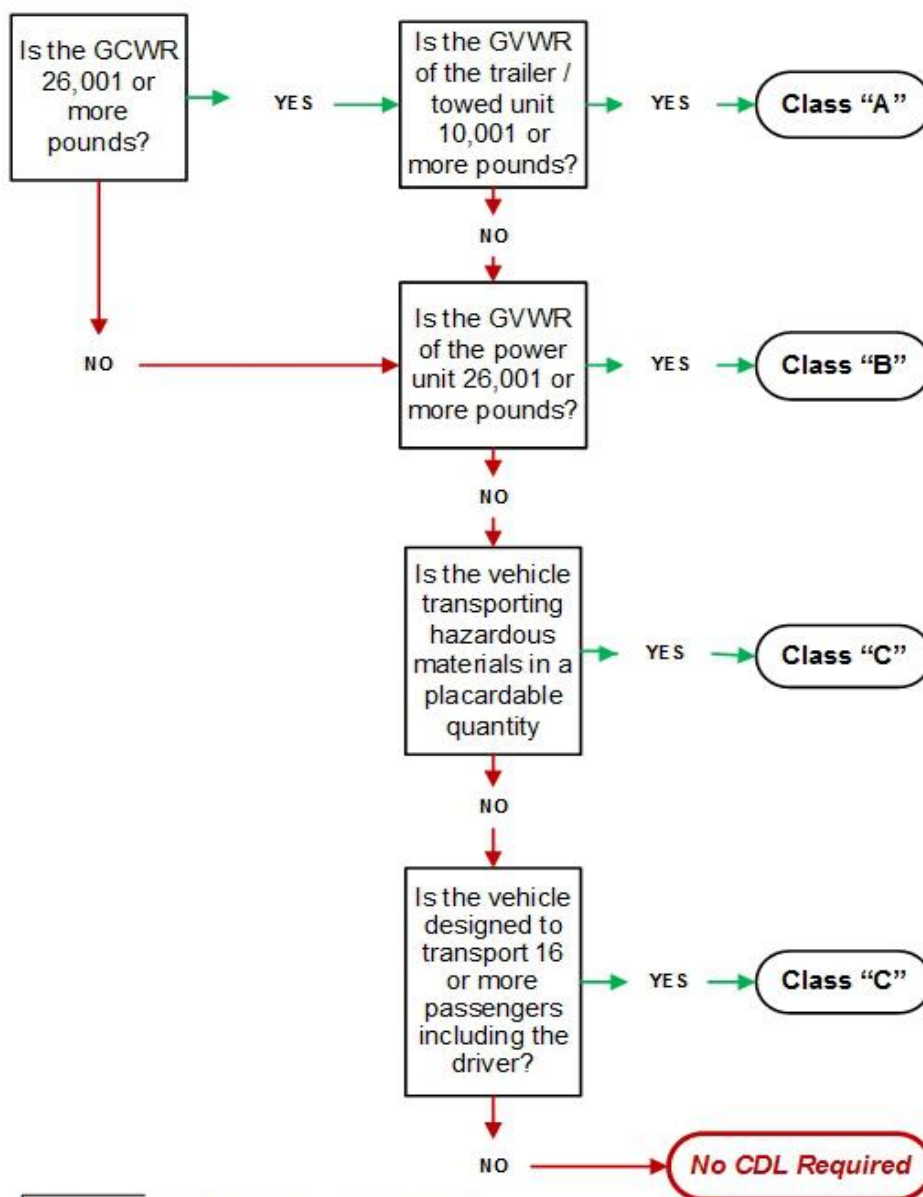 Is the GCWR
26,001 or
more
pounds?
YES
Is the GVWR
of the trailer /
towed unit
10,001 or
more pounds?
YES
Class “A”
NO
NO
Is the GVWR
of the power
unit 26,001 or
more pounds?
YES
Class “B”
NO
Is the vehicle
transporting
hazardous
materials in a
placardable
quantity
YES
Class “C”
NO
Is the vehicle
designed to
transport 16
or more
passengers
including the
driver?
YES
Class “C”
NO
No CDL Required